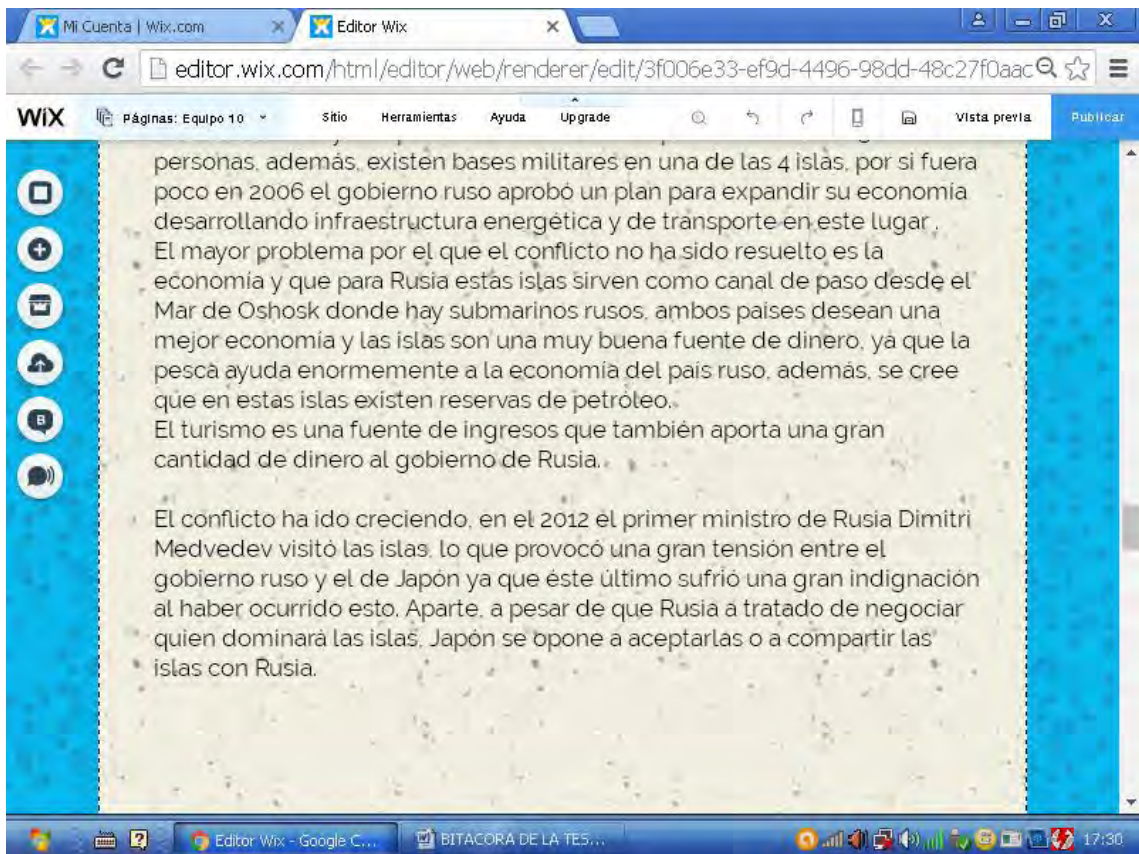 Mi Cuenta | Wix.com
Editor Wix
editor.wix.com/html/editor/web/renderer/edit/3f006e33-ef9d-4496-98dd-48c27f0aac
WiX Páginas: Equipo 10 Sitio Herramientas Ayuda Upgrade Vista previa Publicar
personas, además, existen bases militares en una de las 4 islas, por si fuera
poco en 2006 el gobierno ruso aprobó un plan para expandir su economía
desarrollando infraestructura energética y de transporte en este lugar .
El mayor problema por el que el conflicto no ha sido resuelto es la
economía y que para Rusia estas islas sirven como canal de paso desde el
Mar de Oshosk donde hay submarinos rusos, ambos países desean una
mejor economía y las islas son una muy buena fuente de dinero, ya que la
pesca ayuda enormemente a la economía del país ruso, además, se cree
que en estas islas existen reservas de petróleo.
El turismo es una fuente de ingresos que también aporta una gran
cantidad de dinero al gobierno de Rusia.
El conflicto ha ido creciendo, en el 2012 el primer ministro de Rusia Dimitri
Medvedev visitó las islas, lo que provocó una gran tensión entre el
gobierno ruso y el de Japón ya que éste último sufrió una gran indignación
al haber ocurrido esto. Aparte, a pesar de que Rusia a tratado de negociar
quien dominará las islas, Japón se opone a aceptarlas o a compartir las
islas con Rusia.
Editor Wix - Google C... BITACORA DE LA TES... 17:30